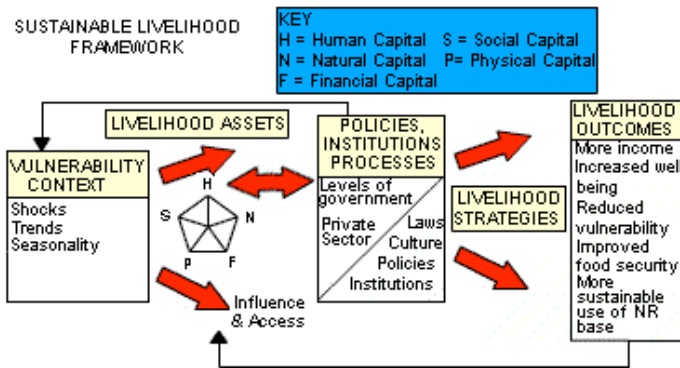 SUSTAINABLE LIVELIHOOD
FRAMEWORK
KEY
H = Human Capital S = Social Capital
N = Natural Capital P= Physical Capital
F = Financial Capital
LIVELIHOOD ASSETS
VULNERABILITY
CONTEXT
Shocks
Trends
Seasonality
H
S
N
P
F
Influence
& Access
POLICIES,
INSTITUTIONS
PROCESSES
Levels of
government
Private
Sector
Laws
Culture
Policies
Institutions
LIVELIHOOD
STRATEGIES
LIVELIHOOD
OUTCOMES
More income
Increased well
being
Reduced
vulnerability
Improved
food security
More
sustainable
use of NR
base